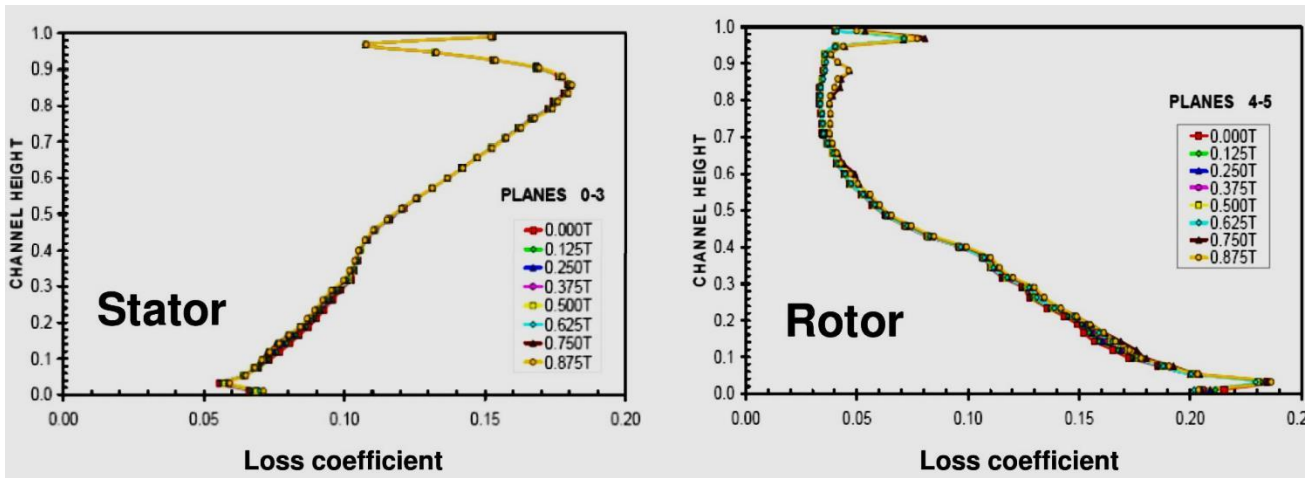 CHANNEL HEIGHT
1.0
0.9
0.8
0.7
0.6
0.5
0.4
0.3
0.2
0.1
0.0
PLANES 0-3
0.000T
0.125T
0.250T
0.375T
0.500T
0.625T
0.750T
0.875T
Stator
0.00 0.05 0.10 0.15 0.20
Loss coefficient
CHANNEL HEIGHT
1.0
0.9
0.8
0.7
0.6
0.5
0.4
0.3
0.2
0.1
0.0
PLANES 4-5
0.000T
0.125T
0.250T
0.375T
0.500T
0.625T
0.750T
0.875T
Rotor
0.00 0.05 0.10 0.15 0.20 0.2
Loss coefficient